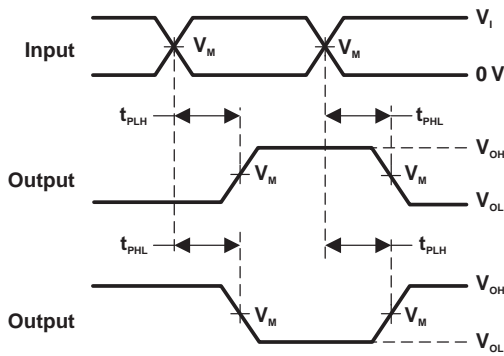 V_I
Input V_M V_M
0 V
t_PLH t_PHL
V_OH
Output V_M V_M
V_OL
t_PHL t_PLH
V_OH
Output V_M V_M
V_OL